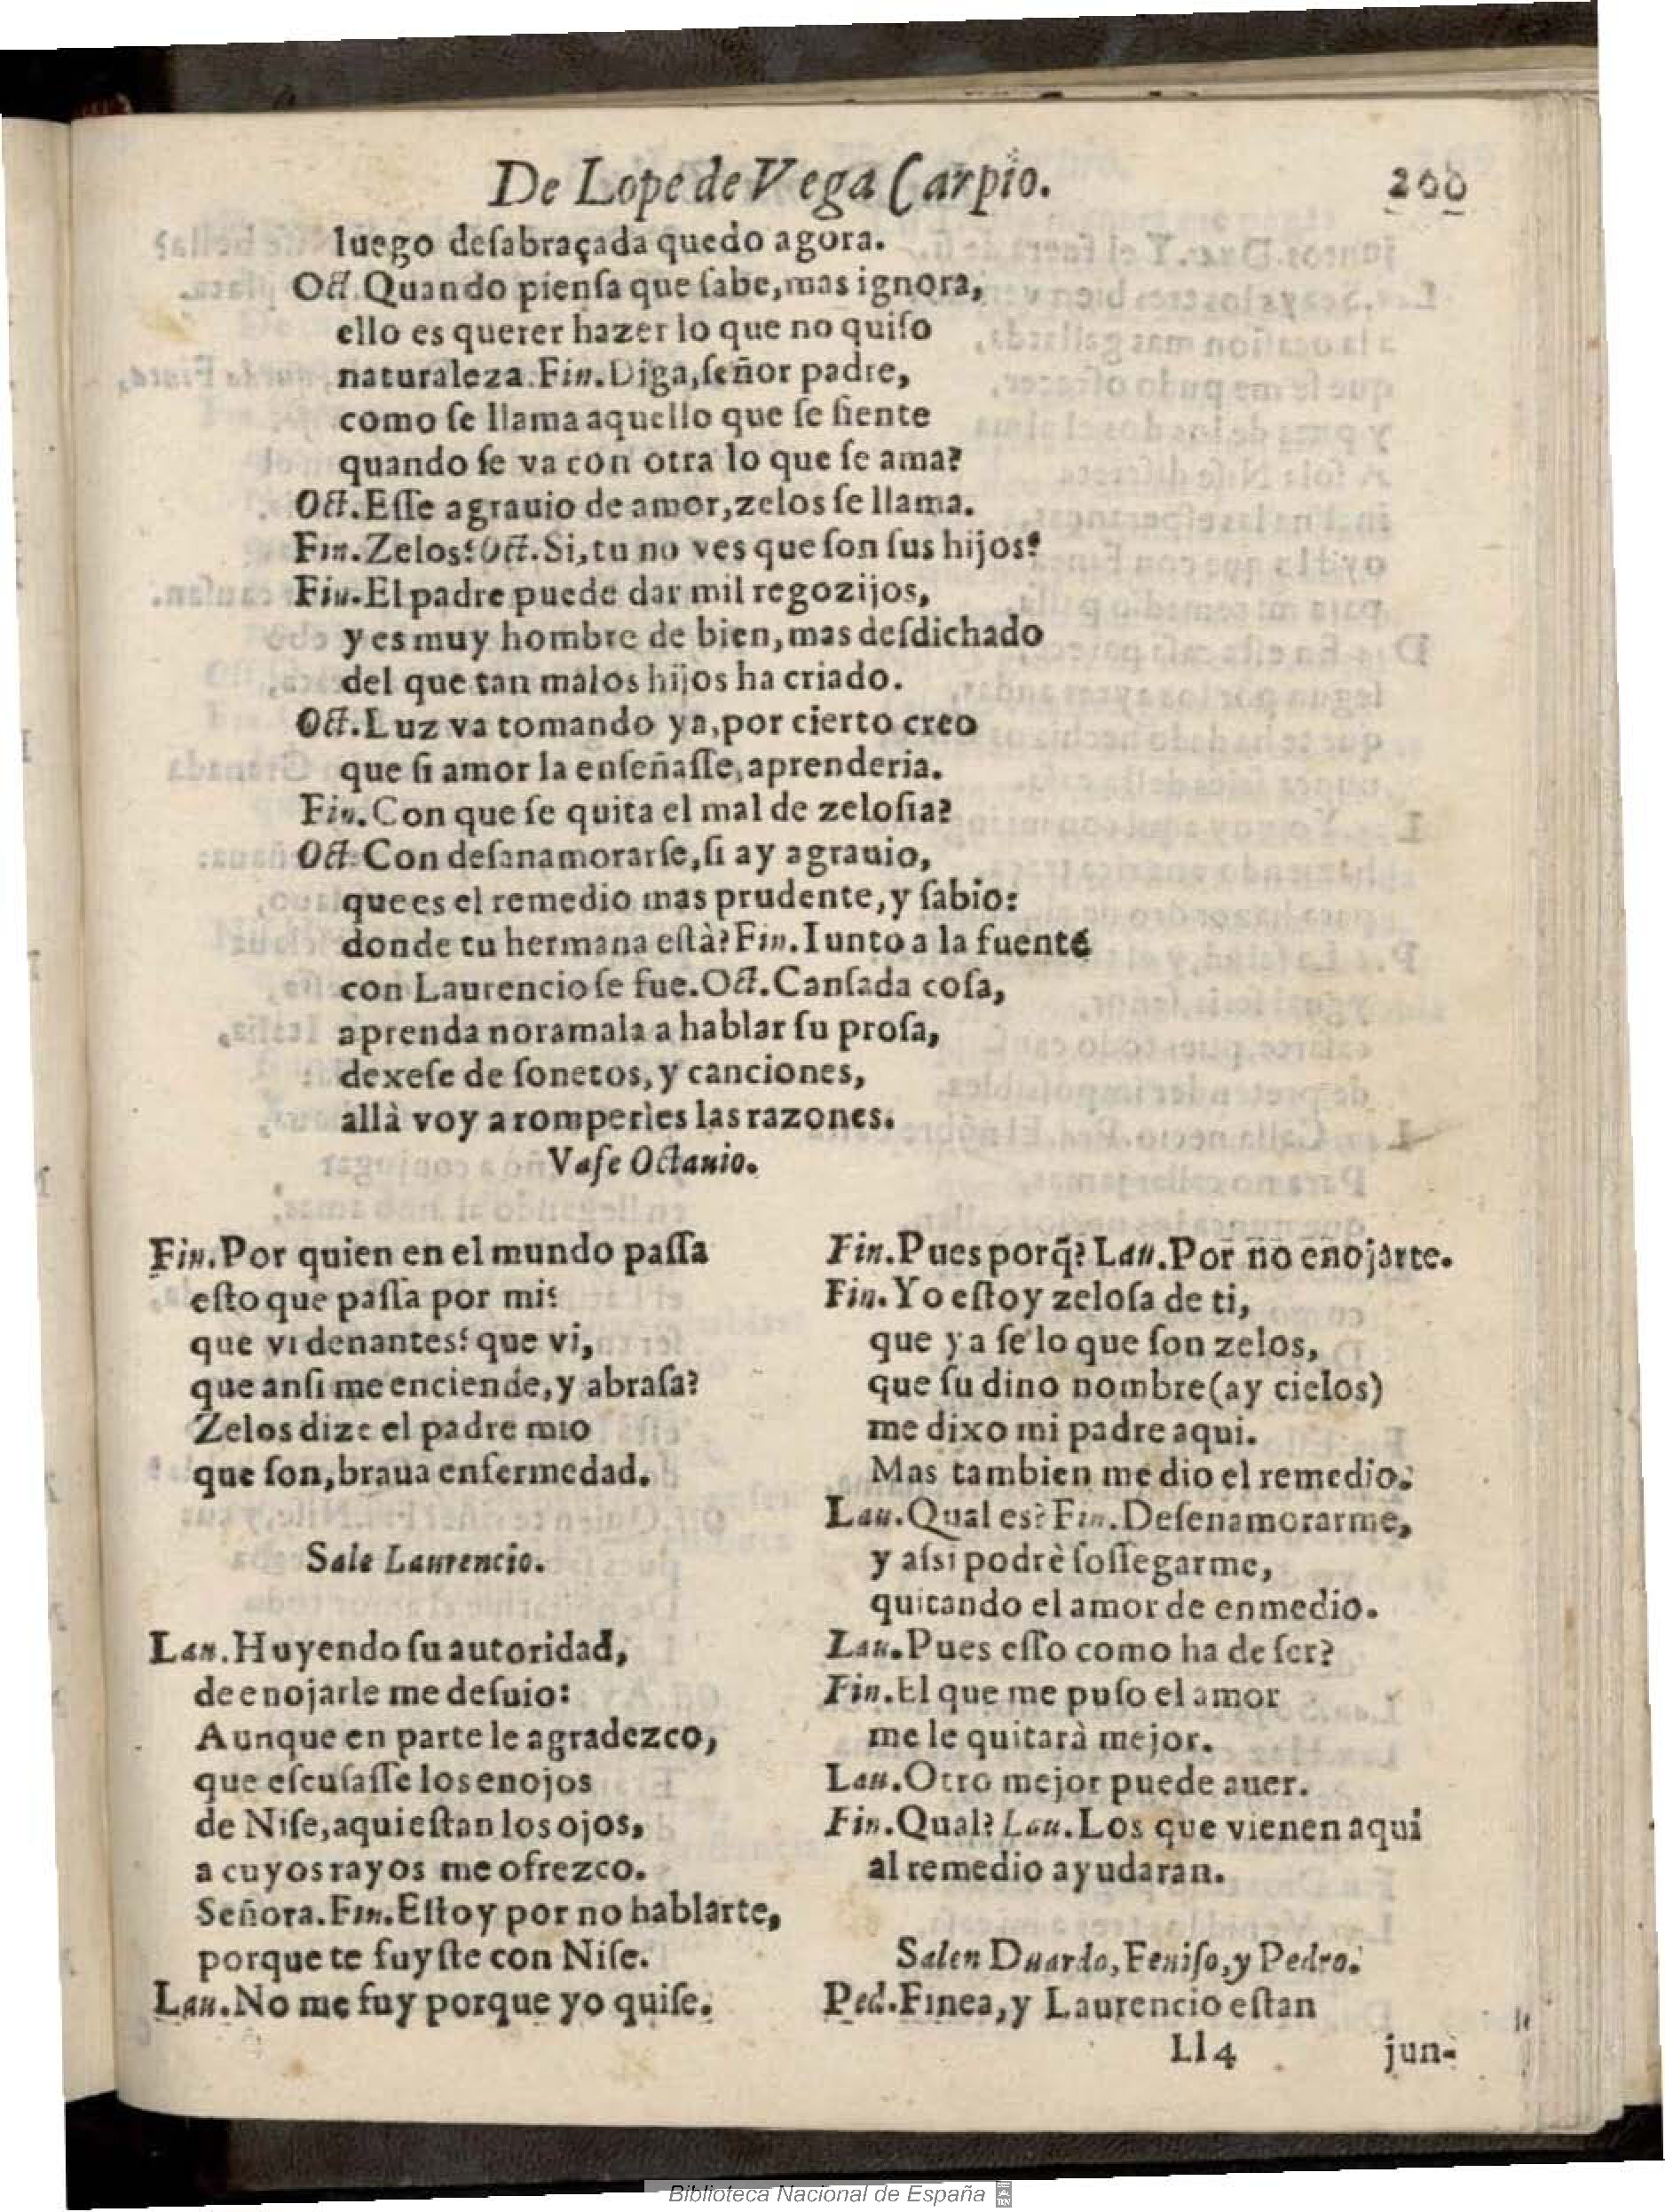 De Lope de Vega Carpio. 200
luego desabraçada quedo agora.
Oct. Quando piensa que sabe, mas ignora,
ello es querer hazer lo que no quiso
naturaleza. Fin. Diga, señor padre,
como se llama aquello que se siente
quando se va con otra lo que se ama?
Oct. Esse agrauio de amor, zelos se llama.
Fin. Zelos? Oct. Si, tu no ves que son sus hijos?
Fin. El padre puede dar mil regozijos,
y es muy hombre de bien, mas desdichado
del que tan malos hijos ha criado.
Oct. Luz va tomando ya, por cierto creo
que si amor la enseñasse, aprenderia.
Fin. Con que se quita el mal de zelosia?
Oct. Con desanamorarse, si ay agrauio,
que es el remedio mas prudente, y sabio:
donde tu hermana està? Fin. Iunto a la fuente
con Laurencio se fue. Oct. Cansada cosa,
aprenda noramala a hablar su prosa,
dexese de sonetos, y canciones,
allà voy a romperles las razones.
Vase Octauio.
Fin. Por quien en el mundo passa
esto que passa por mi?
que vi denantes? que vi,
que ansi me enciende, y abrasa?
Zelos dize el padre mio
que son, braua enfermedad.
Sale Laurencio.
Lau. Huyendo su autoridad,
de enojarle me desuio:
Aunque en parte le agradezco,
que escusasse los enojos
de Nise, aqui estan los ojos,
a cuyos rayos me ofrezco.
Señora. Fin. Estoy por no hablarte,
porque te fuyste con Nise.
Lau. No me fuy porque yo quise.
Fin. Pues porq̃? Lau. Por no enojarte.
Fin. Yo estoy zelosa de ti,
que ya se lo que son zelos,
que su dino nombre (ay cielos)
me dixo mi padre aqui.
Mas tambien me dio el remedio.
Lau. Qual es? Fin. Desenamorarme,
y assi podrè sossegarme,
quitando el amor de enmedio.
Lau. Pues esso como ha de ser?
Fin. El que me puso el amor
me le quitarà mejor.
Lau. Otro mejor puede auer.
Fin. Qual? Lau. Los que vienen aqui
al remedio ayudaran.
Salen Duardo, Feniso, y Pedro.
Ped. Finea, y Laurencio estan
Ll4 jun-
Biblioteca Nacional de España